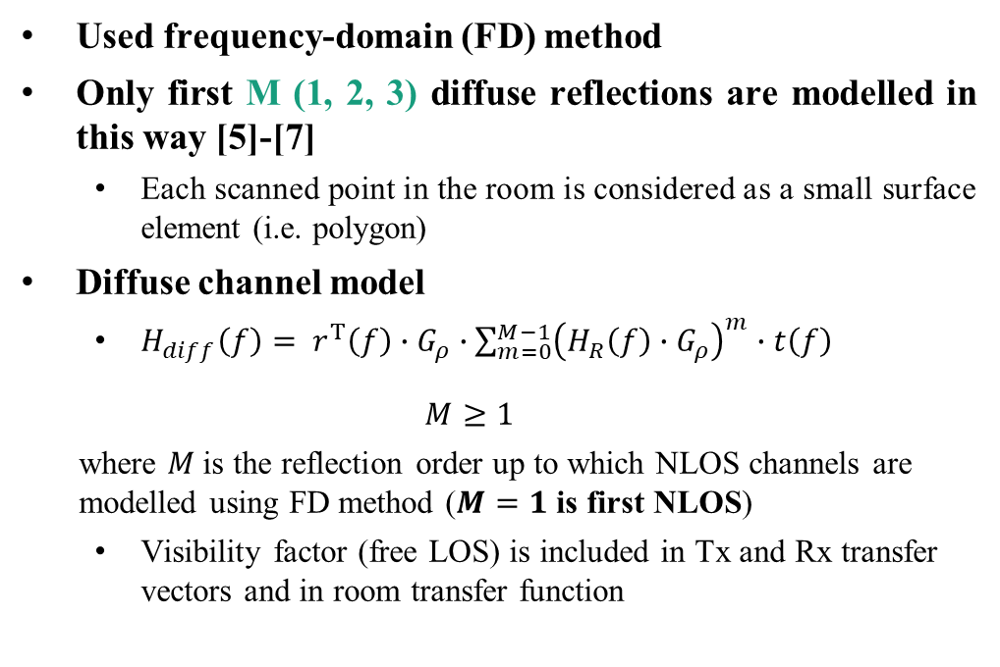 • Used frequency-domain (FD) method
• Only first M (1, 2, 3) diffuse reflections are modelled in
this way [5]-[7]
• Each scanned point in the room is considered as a small surface
element (i.e. polygon)
• Diffuse channel model
• $H_{diff}(f) = r^{\mathrm{T}}(f) \cdot G_{\rho} \cdot \sum_{m=0}^{M-1} \left(H_R(f) \cdot G_{\rho}\right)^m \cdot t(f)$
$M \geq 1$
where M is the reflection order up to which NLOS channels are
modelled using FD method (M = 1 is first NLOS)
• Visibility factor (free LOS) is included in Tx and Rx transfer
vectors and in room transfer function